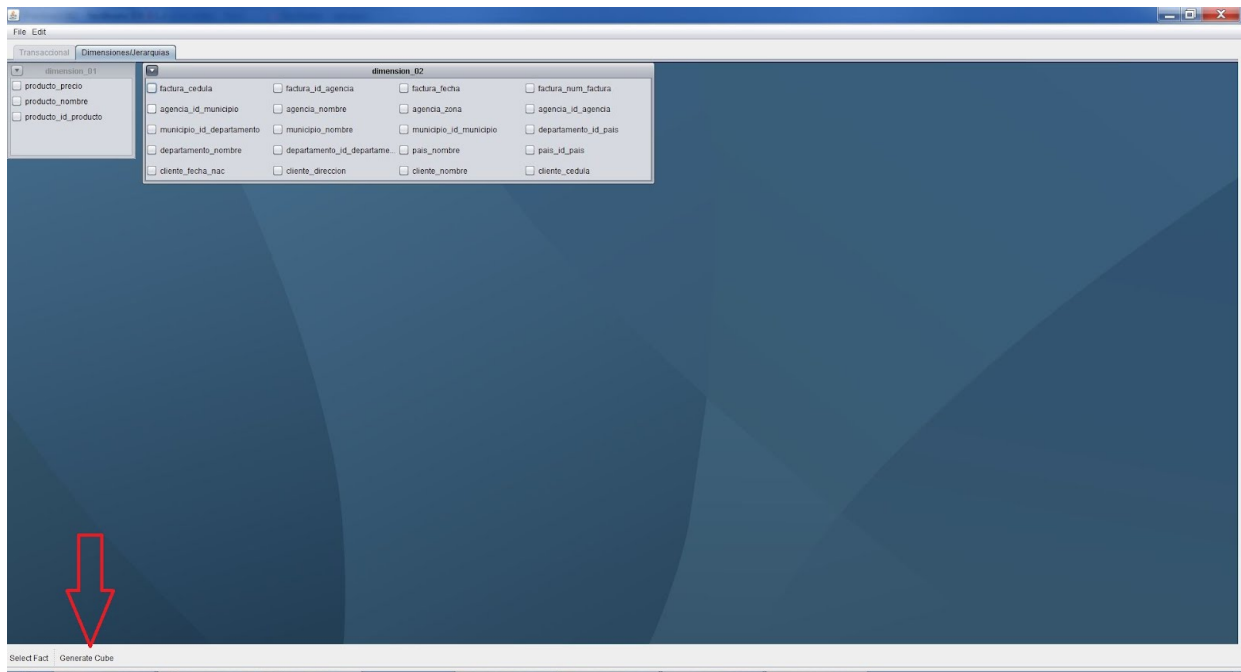 File Edit
Transaccional Dimensiones/Jerarquias
dimension_01
producto_precio
producto_nombre
producto_id_producto
dimension_02
factura_cedula factura_id_agencia factura_fecha factura_num_factura
agencia_id_municipio agencia_nombre agencia_zona agencia_id_agencia
municipio_id_departamento municipio_nombre municipio_id_municipio departamento_id_pais
departamento_nombre departamento_id_departame... pais_nombre pais_id_pais
cliente_fecha_nac cliente_direccion cliente_nombre cliente_cedula
Select Fact Generate Cube